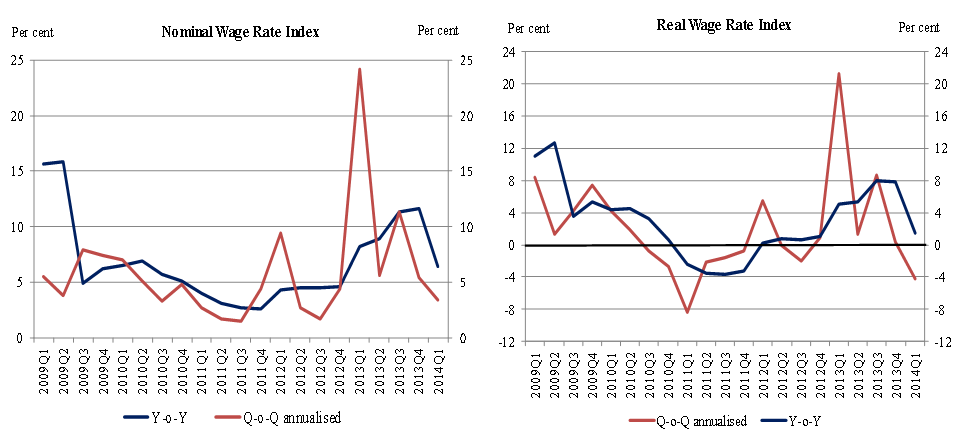 Nominal Wage Rate Index
Per cent
Per cent
25
20
15
10
5
0
25
20
15
10
5
0
2009Q1
2009Q2
2009Q3
2009Q4
2010Q1
2010Q2
2010Q3
2010Q4
2011Q1
2011Q2
2011Q3
2011Q4
2012Q1
2012Q2
2012Q3
2012Q4
2013Q1
2013Q2
2013Q3
2013Q4
2014Q1
Y-o-Y
Q-o-Q annualised
Real Wage Rate Index
Per cent
Per cent
24
20
16
12
8
4
0
-4
-8
-12
24
20
16
12
8
4
0
-4
-8
-12
2009Q1
2009Q2
2009Q3
2009Q4
2010Q1
2010Q2
2010Q3
2010Q4
2011Q1
2011Q2
2011Q3
2011Q4
2012Q1
2012Q2
2012Q3
2012Q4
2013Q1
2013Q2
2013Q3
2013Q4
2014Q1
Q-o-Q annualised
Y-o-Y